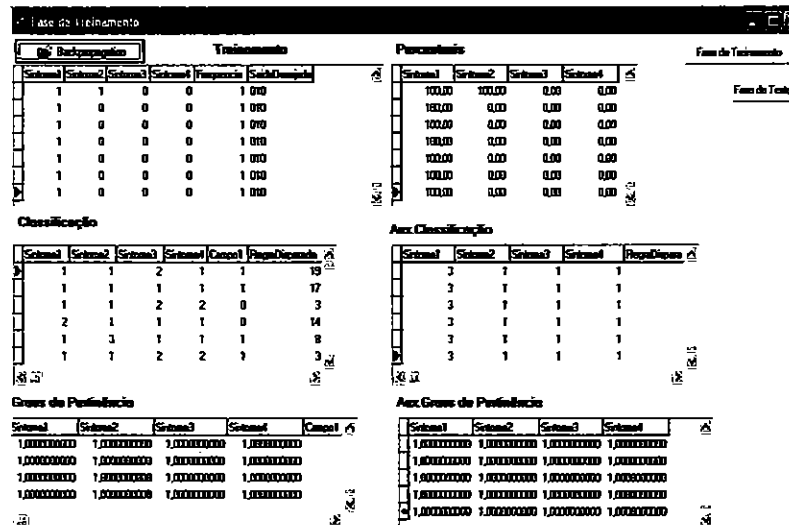 Fase de Treinamento
Backpropagation Treinamento Percentuais Fase de Treinamento
Fase de Teste
Sintoma1 Sintoma2 Sintoma3 Sintoma4 Frequencia SaidaDesejada
1 1 0 0 1 010
1 0 0 0 1 010
1 0 0 0 1 010
1 0 0 0 1 010
1 0 0 0 1 010
1 0 0 0 1 010
1 0 0 0 1 010
Sintoma1 Sintoma2 Sintoma3 Sintoma4
100,00 100,00 0,00 0,00
100,00 0,00 0,00 0,00
100,00 0,00 0,00 0,00
100,00 0,00 0,00 0,00
100,00 0,00 0,00 0,00
100,00 0,00 0,00 0,00
100,00 0,00 0,00 0,00
Classificação
Sintoma1 Sintoma2 Sintoma3 Sintoma4 Campo1 RegraDisparada
1 1 2 1 1 19
1 1 1 1 1 17
1 1 2 2 0 3
2 1 1 1 0 14
1 3 1 1 1 8
1 1 2 2 1 3
Aux Classificação
Sintoma1 Sintoma2 Sintoma3 Sintoma4 RegraDispara
3 1 1 1
3 1 1 1
3 1 1 1
3 1 1 1
3 1 1 1
3 1 1 1
Graus de Pertinência
Sintoma1 Sintoma2 Sintoma3 Sintoma4 Campo1
1,0000000000 1,0000000000 1,0000000000 1,0000000000
1,0000000000 1,0000000000 1,0000000000 1,0000000000
1,0000000000 1,0000000000 1,0000000000 1,0000000000
1,0000000000 1,0000000000 1,0000000000 1,0000000000
Aux Graus de Pertinência
Sintoma1 Sintoma2 Sintoma3 Sintoma4
1,0000000000 1,0000000000 1,0000000000 1,0000000000
1,0000000000 1,0000000000 1,0000000000 1,0000000000
1,0000000000 1,0000000000 1,0000000000 1,0000000000
1,0000000000 1,0000000000 1,0000000000 1,0000000000
1,0000000000 1,0000000000 1,0000000000 1,0000000000